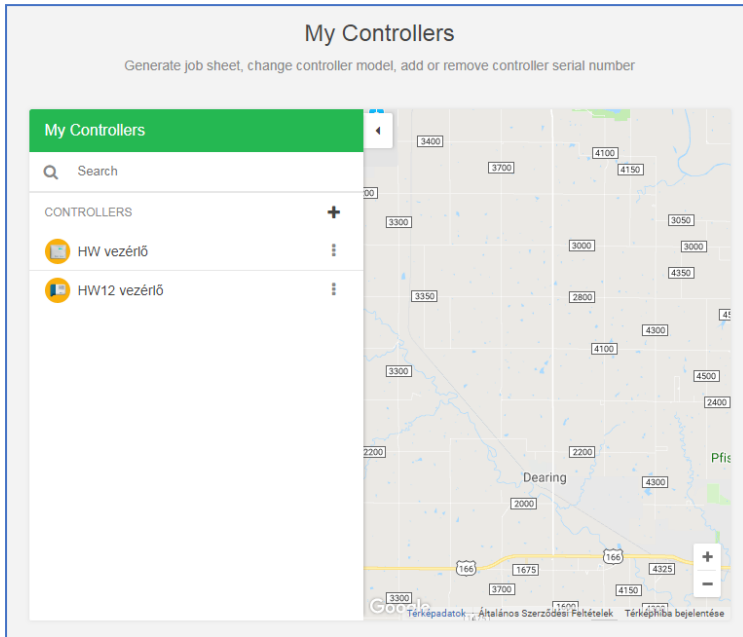 My Controllers
Generate job sheet, change controller model, add or remove controller serial number
My Controllers
Search
CONTROLLERS
HW vezérlő
HW12 vezérlő
3400
4100
3700
4150
3300
3050
3000
3000
4350
3350
2800
4300
4100
3300
4500
2400
2200
2200
Pfis
Dearing
4300
2000
166
166
1675
4325
3700
4150
3300
Google
Térképadatok
Általános Szerződési Feltételek
Térképhiba bejelentése